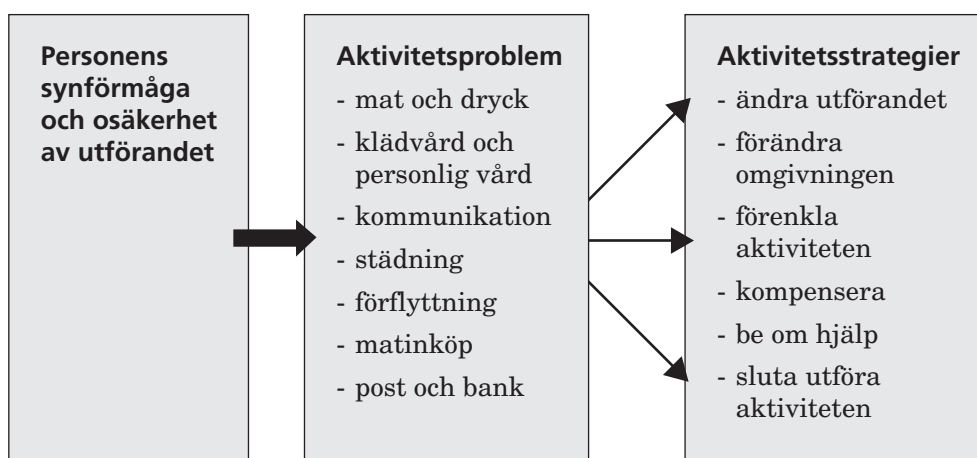 Personens
synförmåga
och osäkerhet
av utförandet
Aktivitetsproblem
- mat och dryck
- klädvård och
personlig vård
- kommunikation
- städning
- förflyttning
- matinköp
- post och bank
Aktivitetsstrategier
- ändra utförandet
- förändra
omgivningen
- förenkla
aktiviteten
- kompensera
- be om hjälp
- sluta utföra
aktiviteten